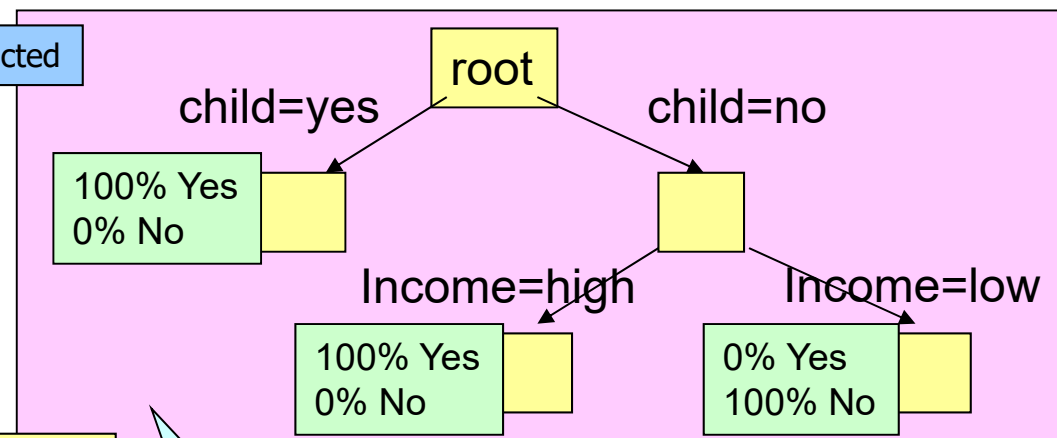 cted
root
child=yes
child=no
100% Yes
0% No
Income=high
Income=low
100% Yes
0% No
0% Yes
100% No